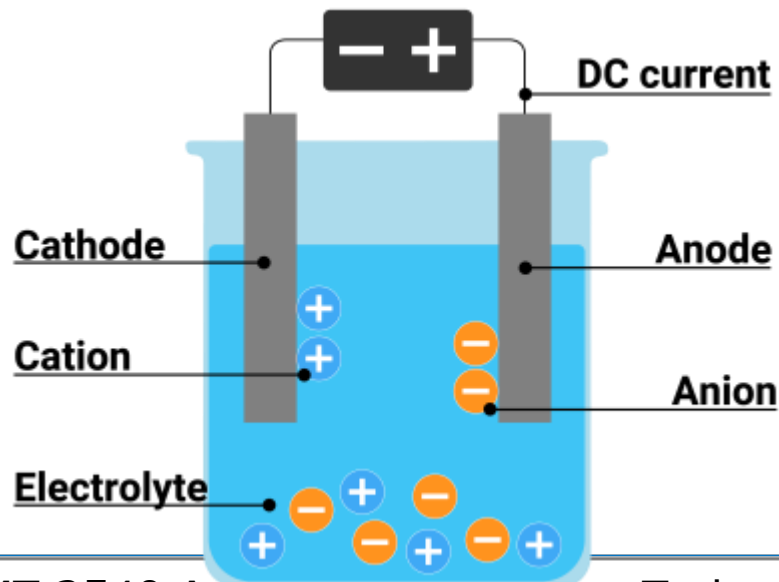 − +
DC current
Cathode
Anode
Cation
+
+
−
−
Anion
Electrolyte
− + −
+ − + − +